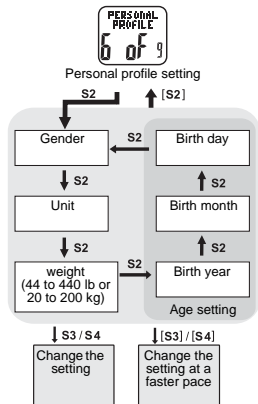 PERSONAL
PROFILE
6 oF 9
Personal profile setting
S2
[S2]
Gender
S2
Birth day
S2
S2
Unit
Birth month
S2
S2
weight
(44 to 440 lb or
20 to 200 kg)
S2
Birth year
Age setting
S3 / S4
[S3] / [S4]
Change the
setting
Change the
setting at a
faster pace